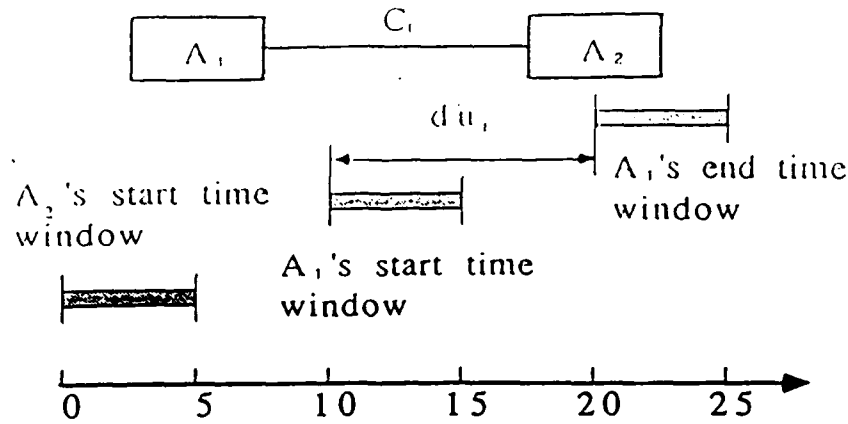 C₁
A₁
A₂
du₁
A₁'s end time
window
A₂'s start time
window
A₁'s start time
window
0 5 10 15 20 25